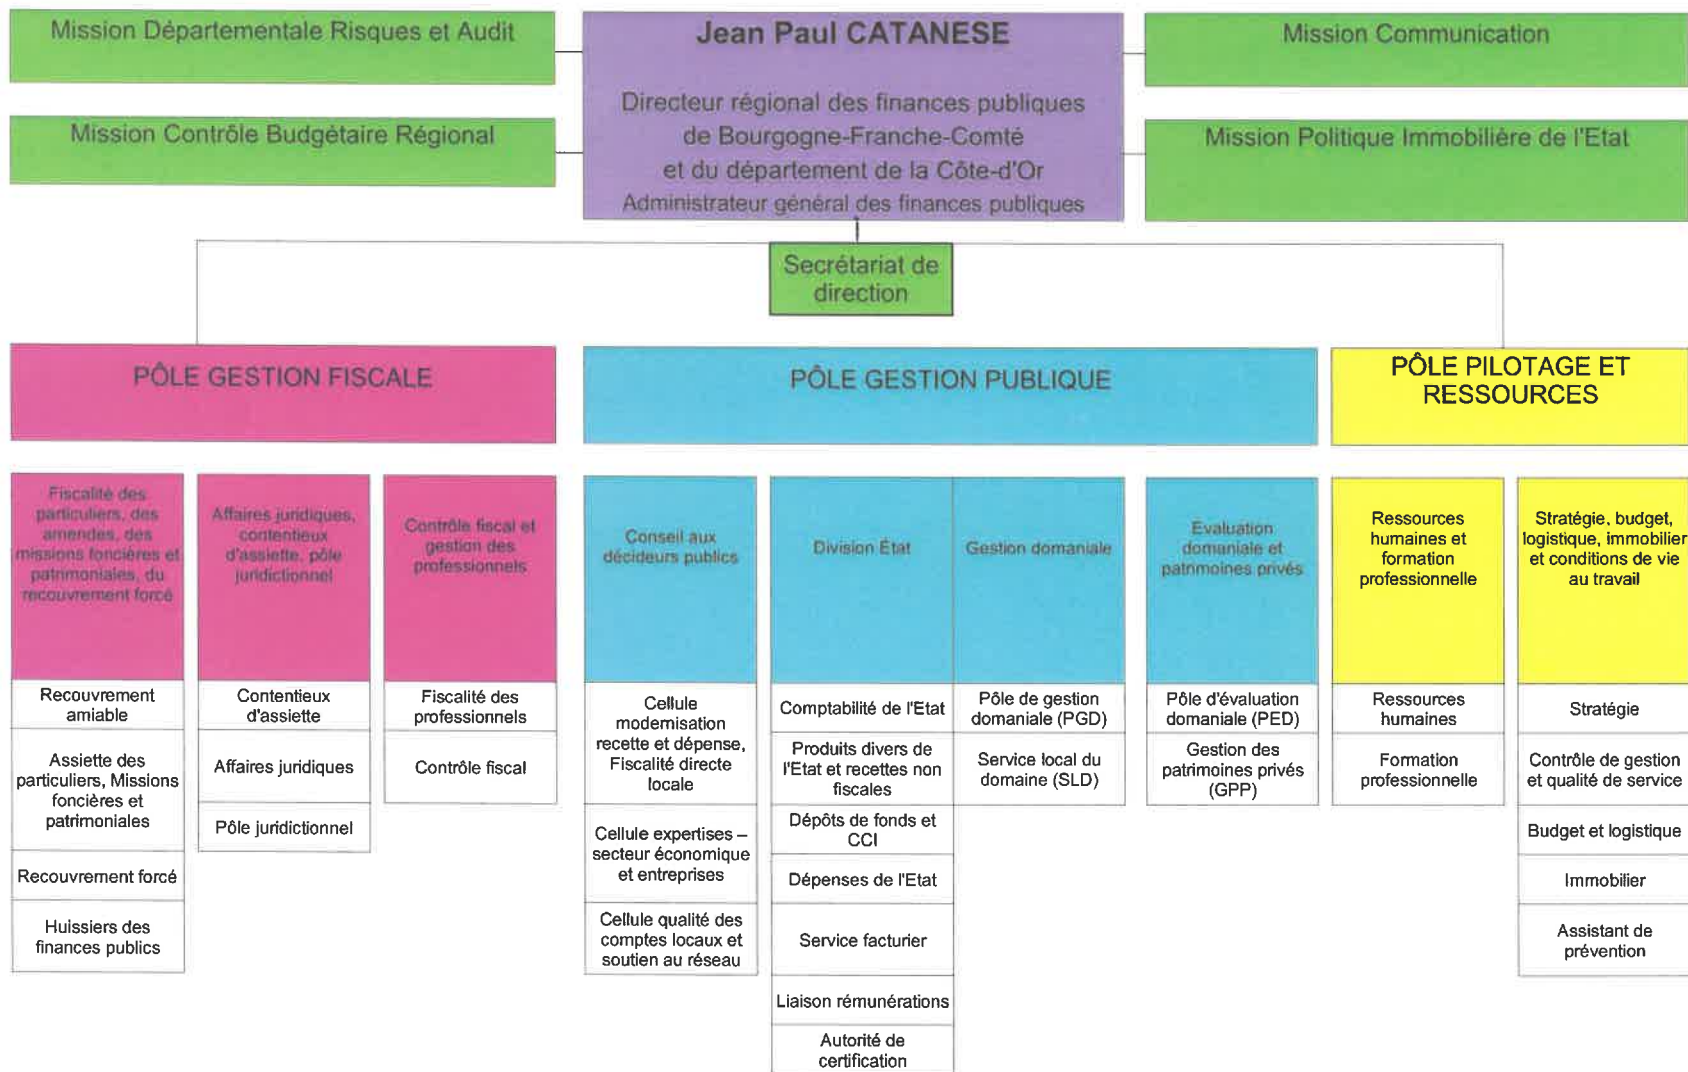 Mission Départementale Risques et Audit
Jean Paul CATANESE
Mission Communication
Directeur régional des finances publiques
de Bourgogne-Franche-Comté
et du département de la Côte-d'Or
Administrateur général des finances publiques
Mission Contrôle Budgétaire Régional
Mission Politique Immobilière de l'Etat
Secrétariat de
direction
PÔLE GESTION FISCALE
PÔLE GESTION PUBLIQUE
PÔLE PILOTAGE ET
RESSOURCES
Fiscalité des
particuliers, des
amendes, des
missions foncières et
patrimoniales, du
recouvrement forcé
Affaires juridiques,
contentieux
d'assiette, pôle
juridictionnel
Contrôle fiscal et
gestion des
professionnels
Conseil aux
décideurs publics
Division État
Gestion domaniale
Évaluation
domaniale et
patrimoines privés
Ressources
humaines et
formation
professionnelle
Stratégie, budget,
logistique, immobilier
et conditions de vie
au travail
Recouvrement
amiable
Assiette des
particuliers, Missions
foncières et
patrimoniales
Recouvrement forcé
Huissiers des
finances publics
Contentieux
d'assiette
Affaires juridiques
Pôle juridictionnel
Fiscalité des
professionnels
Contrôle fiscal
Cellule
modernisation
recette et dépense,
Fiscalité directe
locale
Cellule expertises –
secteur économique
et entreprises
Cellule qualité des
comptes locaux et
soutien au réseau
Comptabilité de l'Etat
Produits divers de
l'Etat et recettes non
fiscales
Dépôts de fonds et
CCI
Dépenses de l'Etat
Service facturier
Liaison rémunérations
Autorité de
certification
Pôle de gestion
domaniale (PGD)
Service local du
domaine (SLD)
Pôle d'évaluation
domaniale (PED)
Gestion des
patrimoines privés
(GPP)
Ressources
humaines
Formation
professionnelle
Stratégie
Contrôle de gestion
et qualité de service
Budget et logistique
Immobilier
Assistant de
prévention